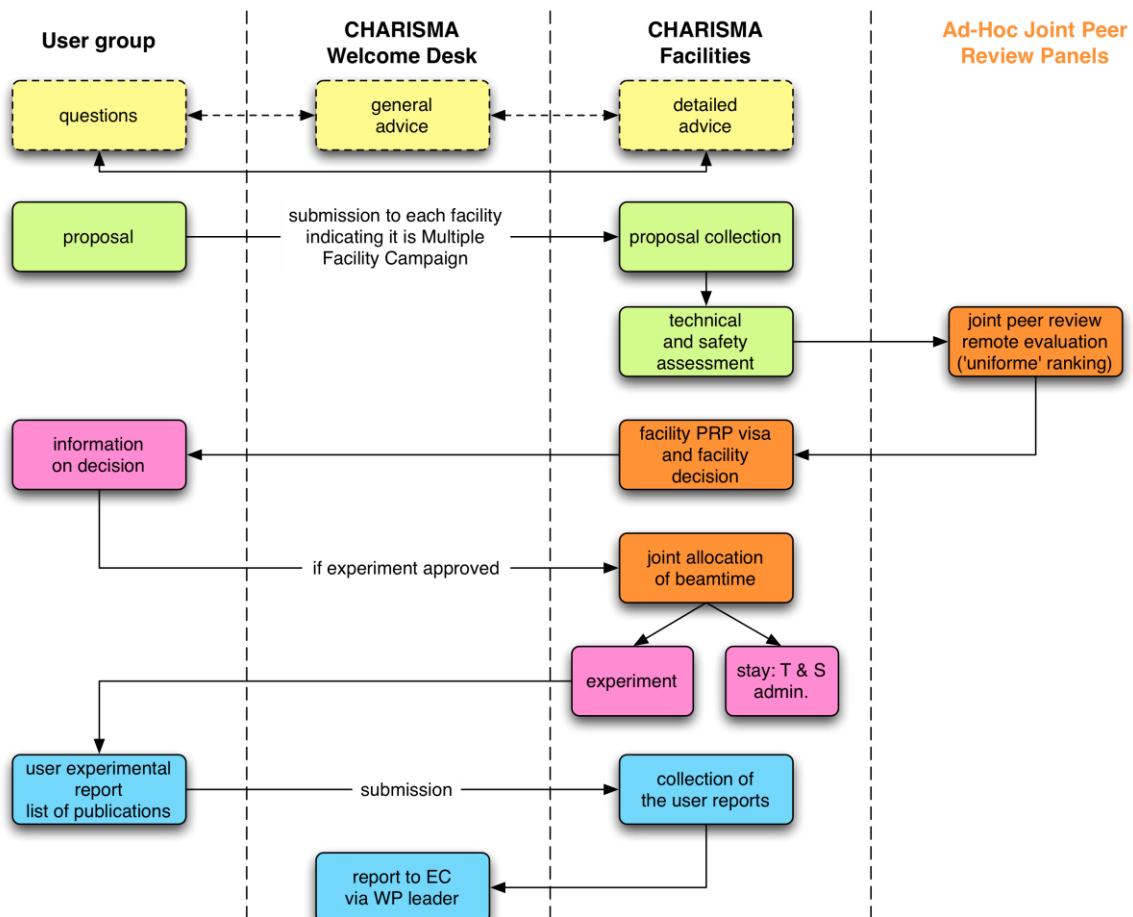 User group
CHARISMA
Welcome Desk
CHARISMA
Facilities
Ad-Hoc Joint Peer
Review Panels
questions
general
advice
detailed
advice
proposal
submission to each facility
indicating it is Multiple
Facility Campaign
proposal collection
technical
and safety
assessment
joint peer review
remote evaluation
('uniforme' ranking)
information
on decision
facility PRP visa
and facility
decision
if experiment approved
joint allocation
of beamtime
experiment
stay: T & S
admin.
user experimental
report
list of publications
submission
collection of
the user reports
report to EC
via WP leader